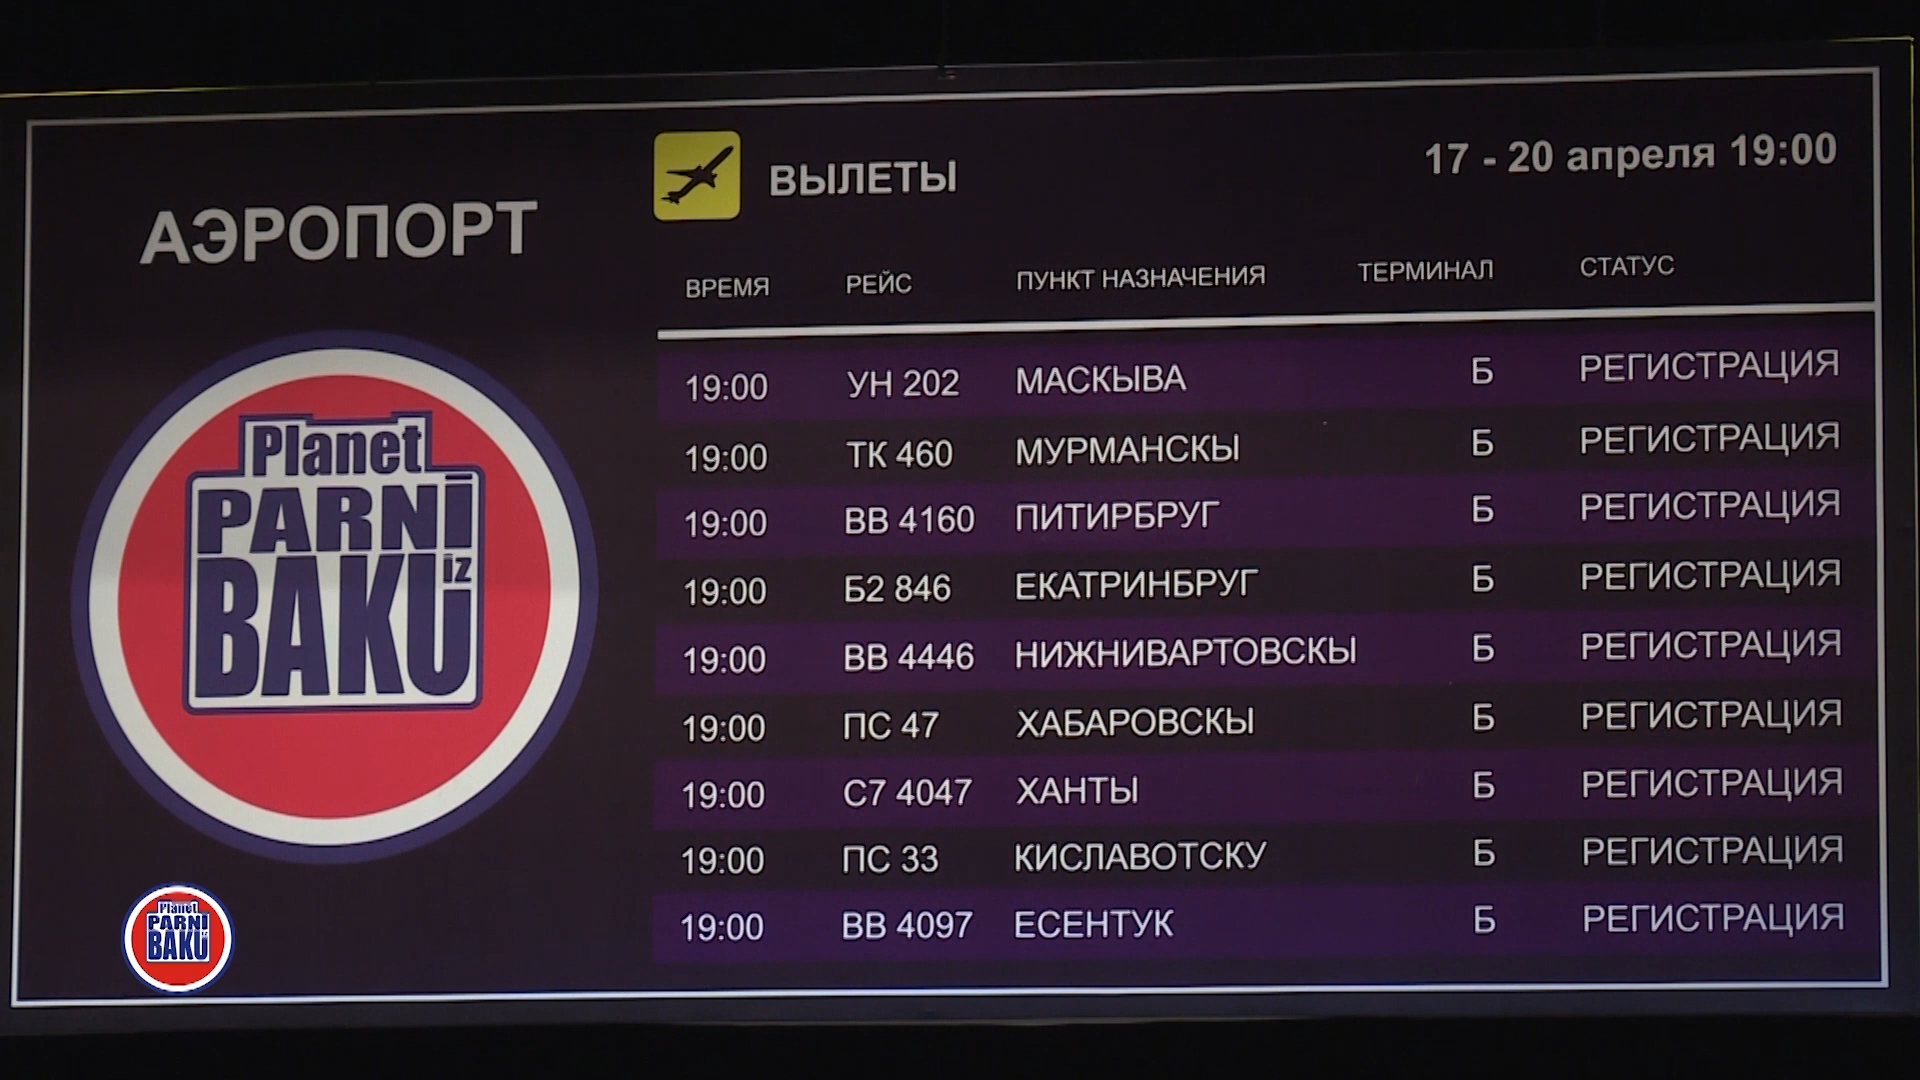 АЭРОПОРТ
Planet
PARNi
iz
BAKU
ВЫЛЕТЫ
17 - 20 апреля 19:00
ВРЕМЯ РЕЙС ПУНКТ НАЗНАЧЕНИЯ ТЕРМИНАЛ СТАТУС
19:00 УН 202 МАСКЫВА Б РЕГИСТРАЦИЯ
19:00 ТК 460 МУРМАНСКЫ Б РЕГИСТРАЦИЯ
19:00 ВВ 4160 ПИТИРБРУГ Б РЕГИСТРАЦИЯ
19:00 Б2 846 ЕКАТРИНБРУГ Б РЕГИСТРАЦИЯ
19:00 ВВ 4446 НИЖНИВАРТОВСКЫ Б РЕГИСТРАЦИЯ
19:00 ПС 47 ХАБАРОВСКЫ Б РЕГИСТРАЦИЯ
19:00 С7 4047 ХАНТЫ Б РЕГИСТРАЦИЯ
19:00 ПС 33 КИСЛАВОТСКУ Б РЕГИСТРАЦИЯ
19:00 ВВ 4097 ЕСЕНТУК Б РЕГИСТРАЦИЯ
Planet
PARNI
BAKU